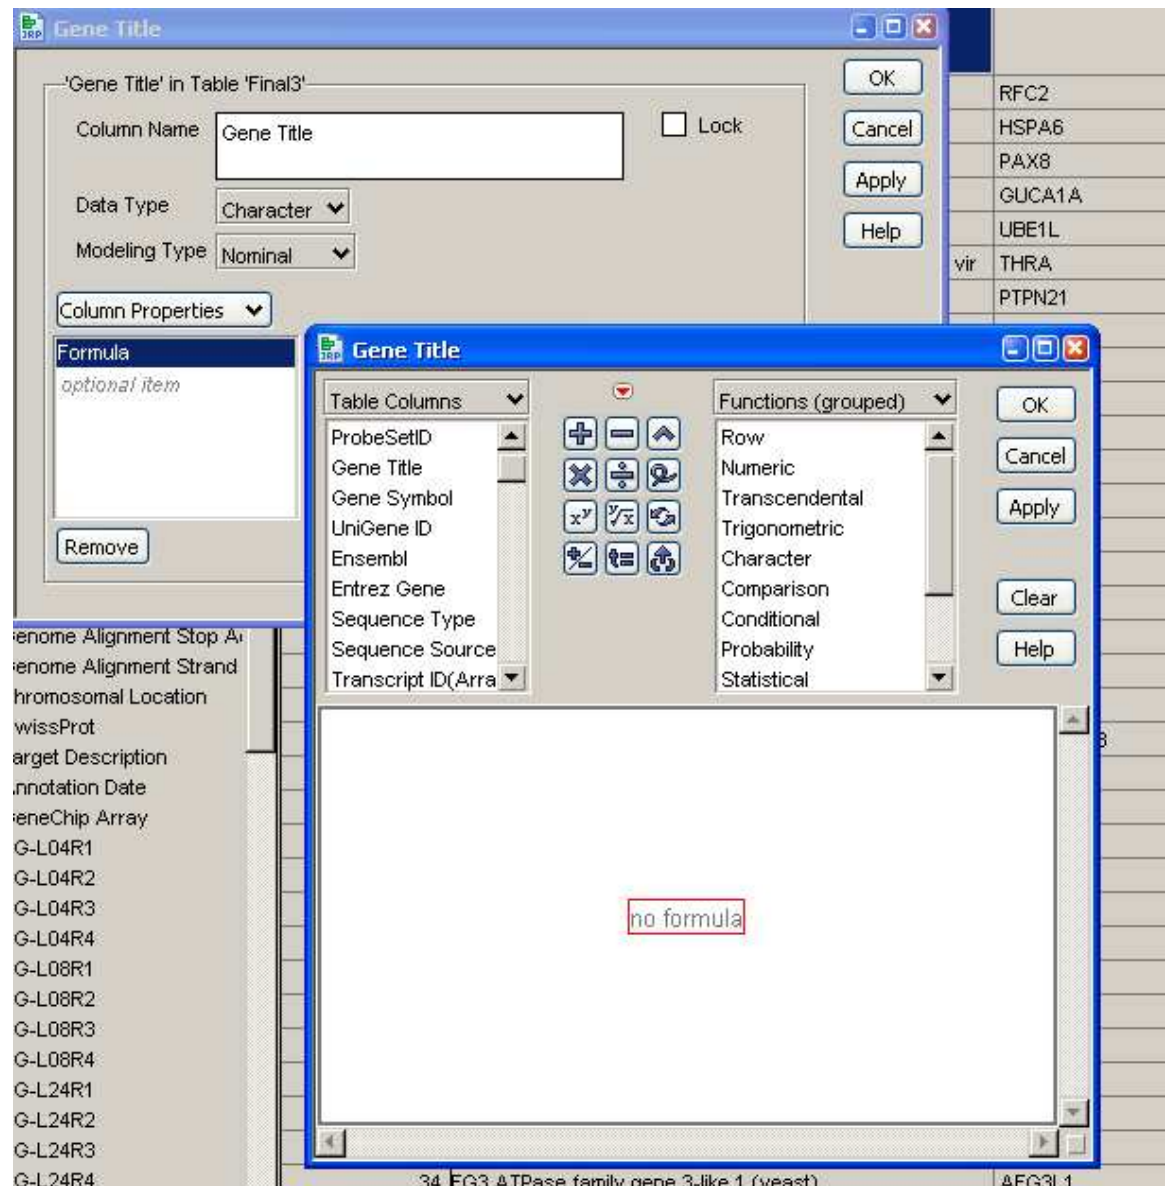 Gene Title
'Gene Title' in Table 'Final3'
Column Name
Gene Title
Lock
Data Type
Character
Modeling Type
Nominal
Column Properties
Formula
optional item
Remove
OK
Cancel
Apply
Help
RFC2
HSPA6
PAX8
GUCA1A
UBE1L
vir THRA
PTPN21
Gene Title
Table Columns
ProbeSetID
Gene Title
Gene Symbol
UniGene ID
Ensembl
Entrez Gene
Sequence Type
Sequence Source
Transcript ID(Arra
Functions (grouped)
Row
Numeric
Transcendental
Trigonometric
Character
Comparison
Conditional
Probability
Statistical
OK
Cancel
Apply
Clear
Help
no formula
enome Alignment Stop
enome Alignment Strand
hromosomal Location
wissProt
arget Description
nnotation Date
eneChip Array
G-L04R1
G-L04R2
G-L04R3
G-L04R4
G-L08R1
G-L08R2
G-L08R3
G-L08R4
G-L24R1
G-L24R2
G-L24R3
G-L24R4
34 FG3 ATPase family gene 3-like 1 (yeast) AFG3L1